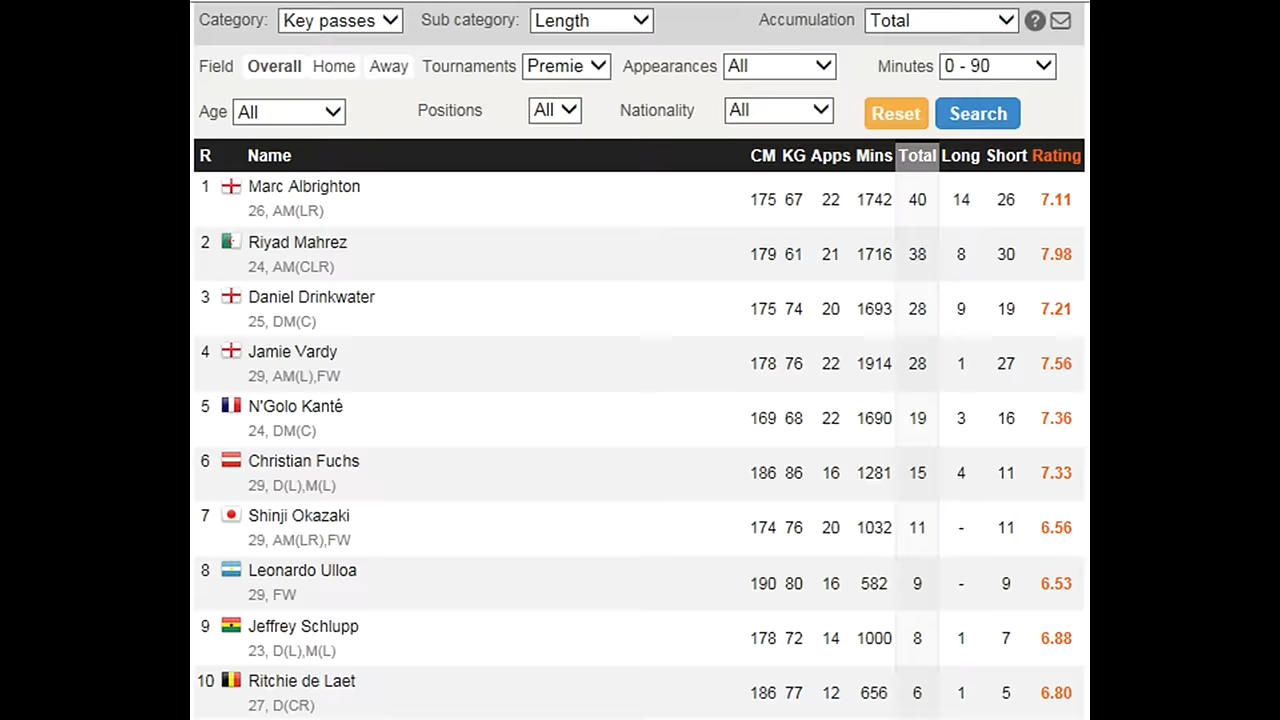 Category: Key passes Sub category: Length Accumulation Total ?
Field Overall Home Away Tournaments Premie Appearances All Minutes 0 - 90
Age All Positions All Nationality All Reset Search
R Name CM KG Apps Mins Total Long Short Rating
1 Marc Albrighton 175 67 22 1742 40 14 26 7.11
26, AM(LR)
2 Riyad Mahrez 179 61 21 1716 38 8 30 7.98
24, AM(CLR)
3 Daniel Drinkwater 175 74 20 1693 28 9 19 7.21
25, DM(C)
4 Jamie Vardy 178 76 22 1914 28 1 27 7.56
29, AM(L),FW
5 N'Golo Kanté 169 68 22 1690 19 3 16 7.36
24, DM(C)
6 Christian Fuchs 186 86 16 1281 15 4 11 7.33
29, D(L),M(L)
7 Shinji Okazaki 174 76 20 1032 11 - 11 6.56
29, AM(LR),FW
8 Leonardo Ulloa 190 80 16 582 9 - 9 6.53
29, FW
9 Jeffrey Schlupp 178 72 14 1000 8 1 7 6.88
23, D(L),M(L)
10 Ritchie de Laet 186 77 12 656 6 1 5 6.80
27, D(CR)